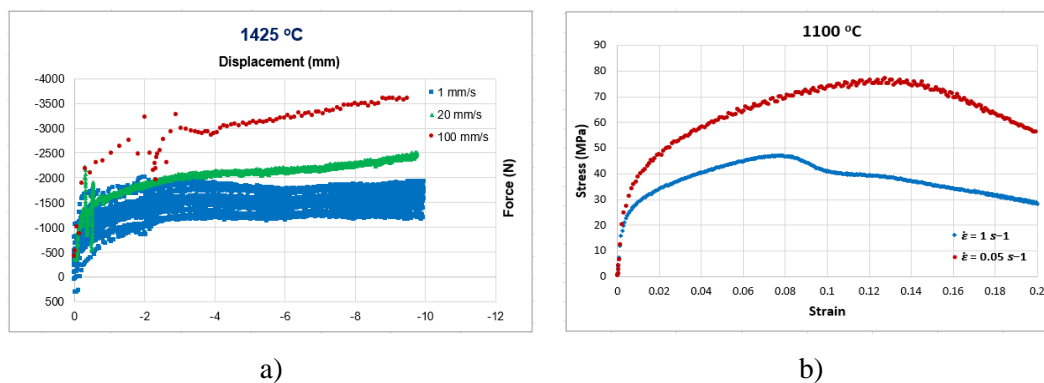 1425 ºC
Displacement (mm)
-4000
-3500
-3000
-2500
-2000
-1500
-1000
-500
0
500
0
-2
-4
-6
-8
-10
-12
Force (N)
1 mm/s
20 mm/s
100 mm/s
a)
1100 ºC
Stress (MPa)
90
80
70
60
50
40
30
20
10
0
0
0.02
0.04
0.06
0.08
0.1
0.12
0.14
0.16
0.18
0.2
Strain
ε̇ = 1 s−1
ε̇ = 0.05 s−1
b)